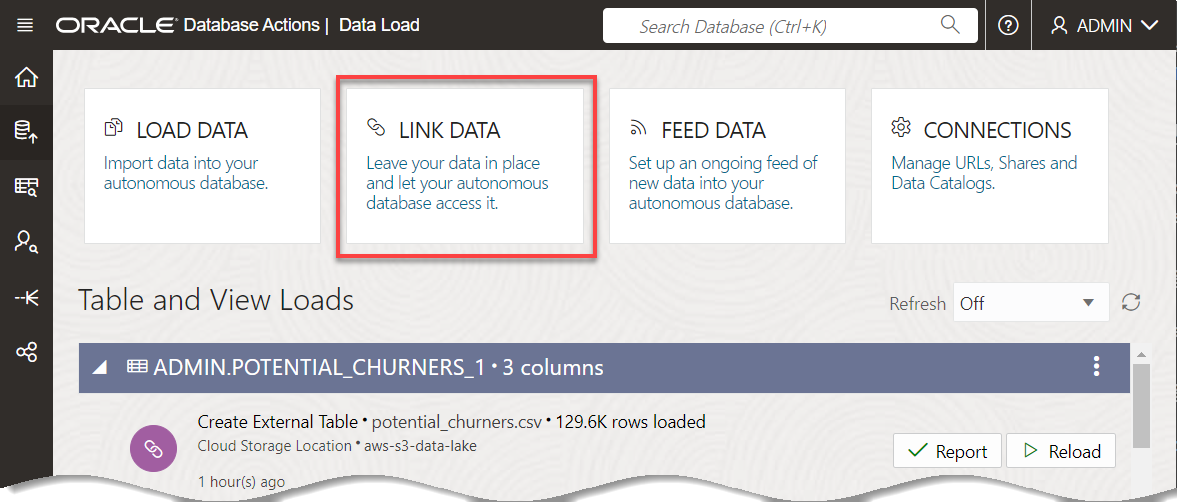 ORACLE Database Actions | Data Load
Search Database (Ctrl+K)
ADMIN
LOAD DATA
Import data into your
autonomous database.
LINK DATA
Leave your data in place
and let your autonomous
database access it.
FEED DATA
Set up an ongoing feed of
new data into your
autonomous database.
CONNECTIONS
Manage URLs, Shares and
Data Catalogs.
Table and View Loads
Refresh Off
ADMIN.POTENTIAL_CHURNERS_1 • 3 columns
Create External Table • potential_churners.csv • 129.6K rows loaded
Cloud Storage Location • aws-s3-data-lake
Report
Reload
1 hour(s) ago